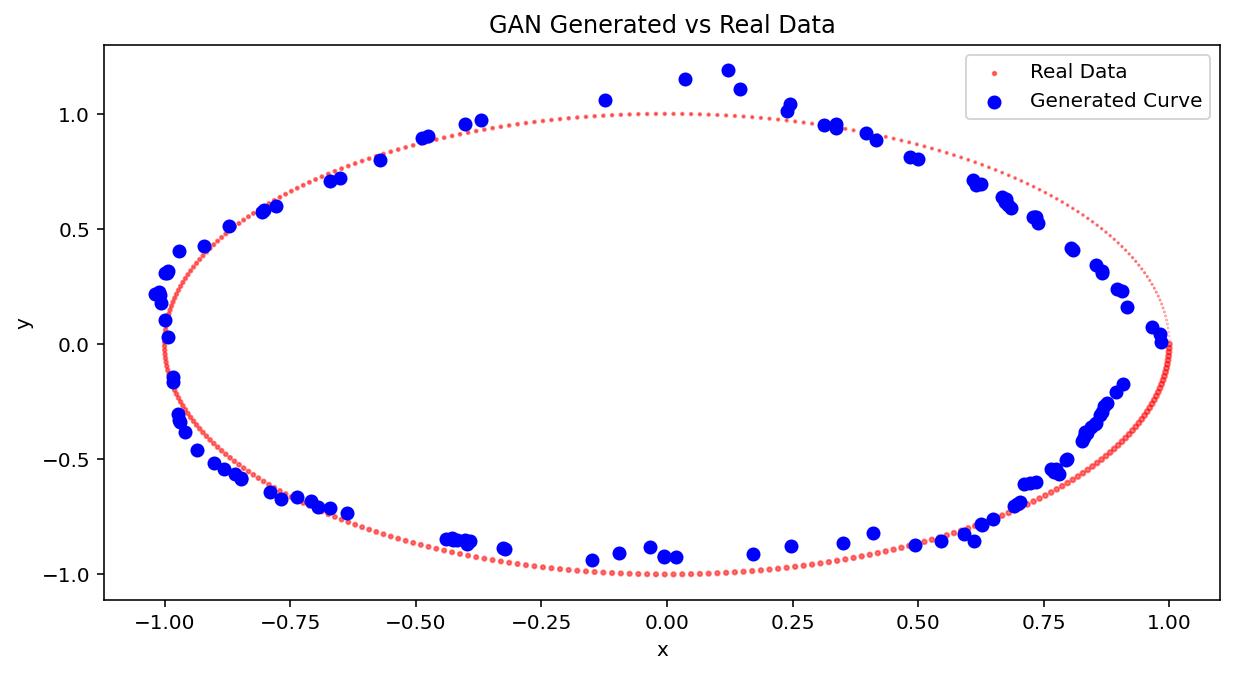 GAN Generated vs Real Data
Real Data
Generated Curve
1.0
0.5
0.0
−0.5
−1.0
y
−1.00 −0.75 −0.50 −0.25 0.00 0.25 0.50 0.75 1.00
x